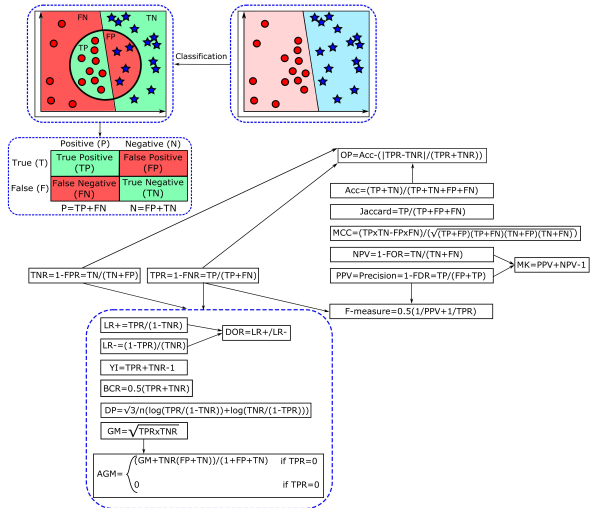 FN
TN
FP
TP
Classification
Positive (P) Negative (N)
True (T)
True Positive
(TP)
False Positive
(FP)
False (F)
False Negative
(FN)
True Negative
(TN)
P=TP+FN N=FP+TN
OP=Acc-(|TPR-TNR|/(TPR+TNR))
Acc=(TP+TN)/(TP+TN+FP+FN)
Jaccard=TP/(TP+FP+FN)
MCC=(TPxTN-FPxFN)/(√(TP+FP)(TP+FN)(TN+FP)(TN+FN))
NPV=1-FOR=TN/(TN+FN)
MK=PPV+NPV-1
TNR=1-FPR=TN/(TN+FP)
TPR=1-FNR=TP/(TP+FN)
PPV=Precision=1-FDR=TP/(FP+TP)
F-measure=0.5(1/PPV+1/TPR)
LR+=TPR/(1-TNR)
DOR=LR+/LR-
LR-=(1-TPR)/(TNR)
YI=TPR+TNR-1
BCR=0.5(TPR+TNR)
DP=√3/n(log(TPR/(1-TNR))+log(TNR/(1-TPR)))
GM=√TPRxTNR
AGM={(GM+TNR(FP+TN))/(1+FP+TN) if TPR=0
0 if TPR=0